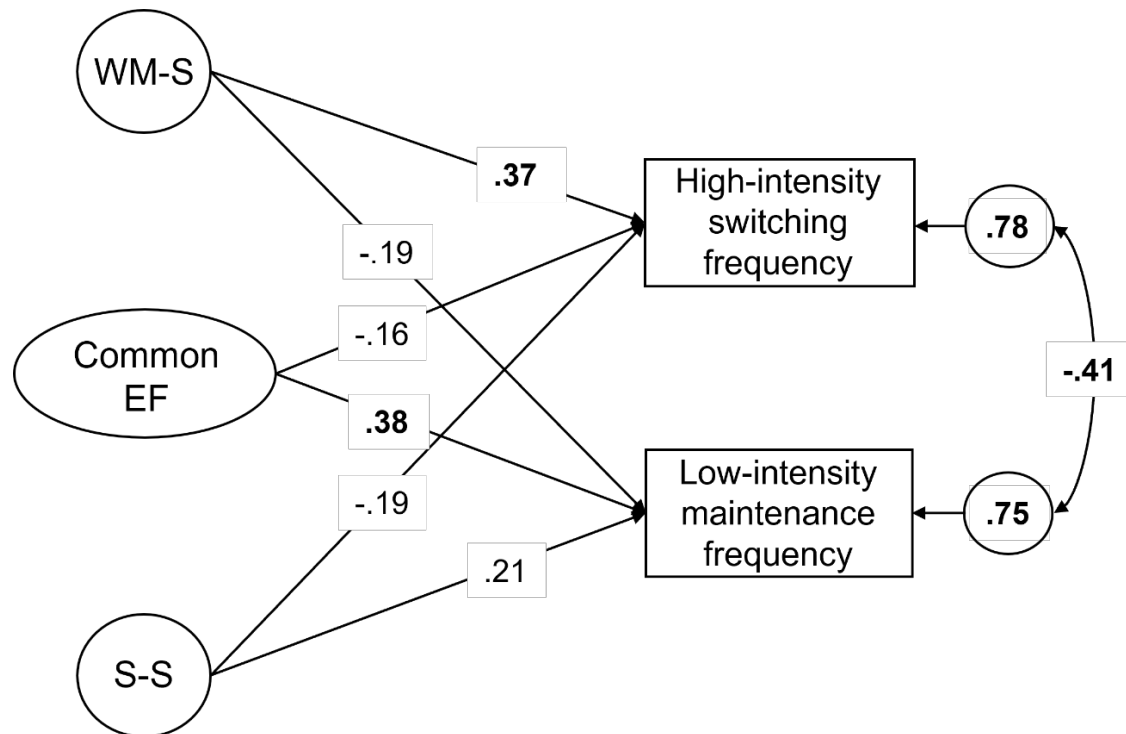 WM-S
.37
High-intensity
switching
frequency
.78
-.19
-.16
Common
EF
-.41
.38
-.19
Low-intensity
maintenance
frequency
.75
.21
S-S